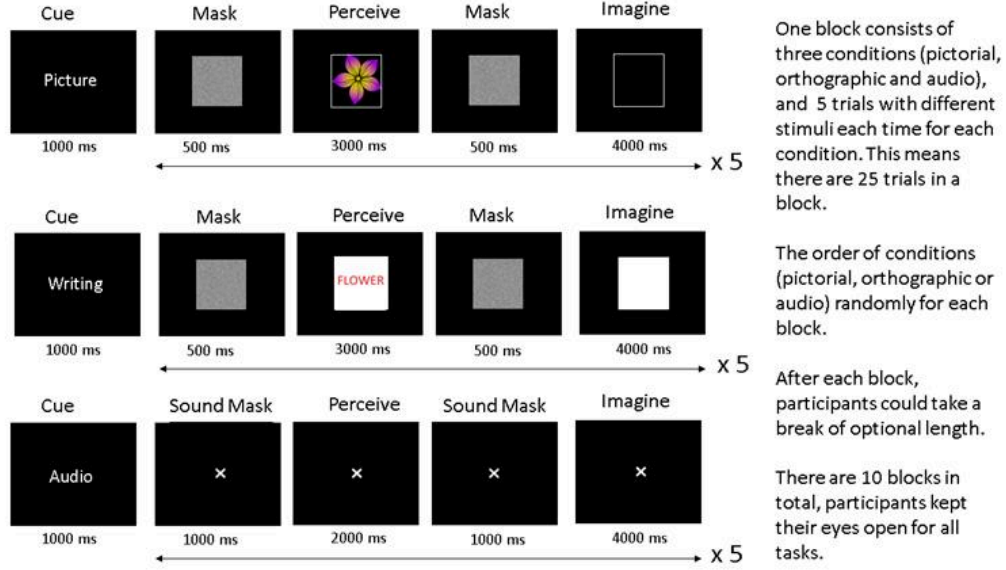 Cue Mask Perceive Mask Imagine
Picture
1000 ms 500 ms 3000 ms 500 ms 4000 ms
x 5
Cue Mask Perceive Mask Imagine
Writing
FLOWER
1000 ms 500 ms 3000 ms 500 ms 4000 ms
x 5
Cue Sound Mask Perceive Sound Mask Imagine
Audio
1000 ms 1000 ms 2000 ms 1000 ms 4000 ms
x 5
One block consists of
three conditions (pictorial,
orthographic and audio),
and 5 trials with different
stimuli each time for each
condition. This means
there are 25 trials in a
block.
The order of conditions
(pictorial, orthographic or
audio) randomly for each
block.
After each block,
participants could take a
break of optional length.
There are 10 blocks in
total, participants kept
their eyes open for all
tasks.